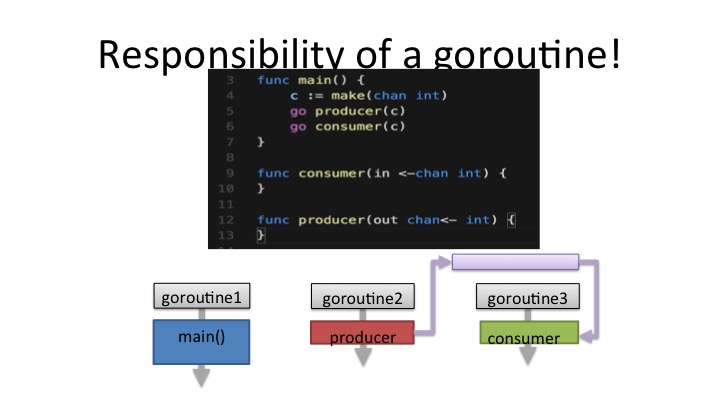 Responsibility of a goroutine!
3 func main() {
4 c := make(chan int)
5 go producer(c)
6 go consumer(c)
7 }
8
9 func consumer(in <-chan int) {
10 }
11
12 func producer(out chan<- int) {
13 }
goroutine1
goroutine2
goroutine3
main()
producer
consumer